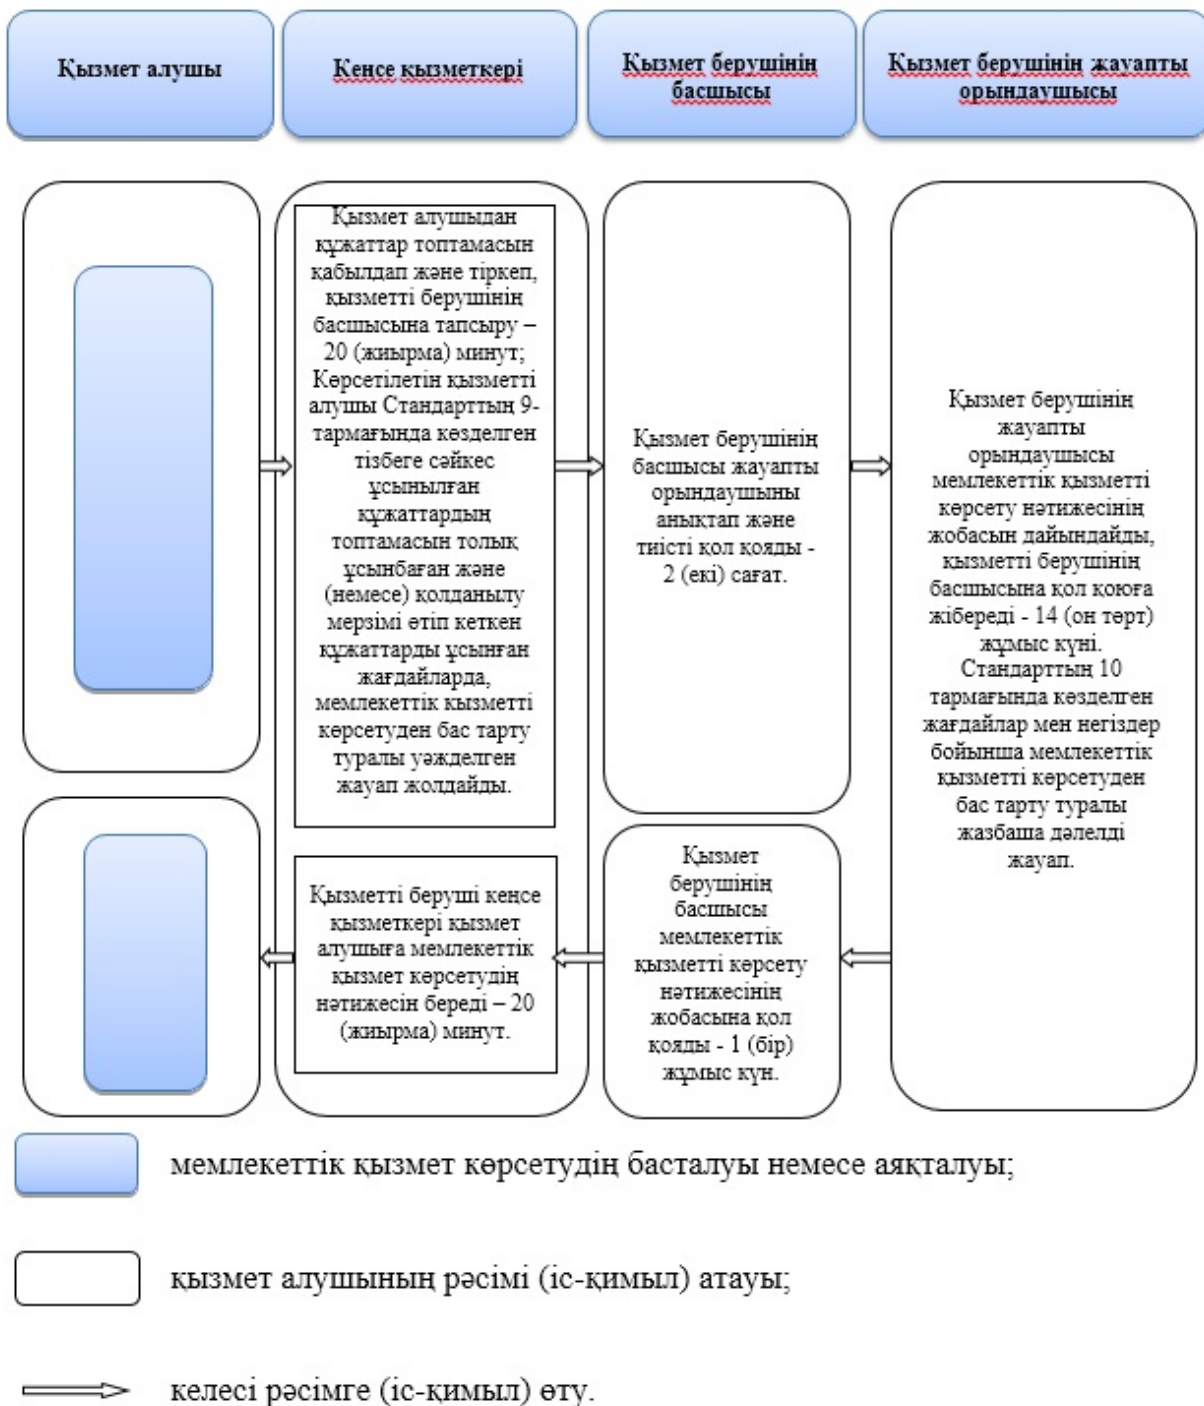 Қызмет алушы
Кеңсе қызметкері
Қызмет берушінің
басшысы
Қызмет берушінің жауапты
орындаушысы
Қызмет алушыдан
құжаттар топтамасын
қабылдап және тіркеп,
қызметті берушінің
басшысына тапсыру –
20 (жиырма) минут;
Көрсетілетін қызметті
алушы Стандарттың 9-
тармағында көзделген
тізбеге сәйкес
ұсынылған
құжаттардың
топтамасын толық
ұсынбаған және
(немесе) қолданылу
мерзімі өтіп кеткен
құжаттарды ұсынған
жағдайларда,
мемлекеттік қызметті
көрсетуден бас тарту
туралы уәжделген
жауап жолдайды.
Қызмет берушінің
басшысы жауапты
орындаушыны
анықтап және
тиісті қол қояды -
2 (екі) сағат.
Қызмет берушінің
жауапты
орындаушысы
мемлекеттік қызметті
көрсету нәтижесінің
жобасын дайындайды,
қызметті берушінің
басшысына қол қоюға
жібереді - 14 (он төрт)
жұмыс күні.
Стандарттың 10
тармағында көзделген
жағдайлар мен негіздер
бойынша мемлекеттік
қызметті көрсетуден
бас тарту туралы
жазбаша дәлелді
жауап.
Қызмет
берушінің
басшысы
мемлекеттік
қызметті көрсету
нәтижесінің
жобасына қол
қояды - 1 (бір)
жұмыс күн.
Қызметті беруші кеңсе
қызметкері қызмет
алушыға мемлекеттік
қызмет көрсетудің
нәтижесін береді – 20
(жиырма) минут.
мемлекеттік қызмет көрсетудің басталуы немесе аяқталуы;
қызмет алушының рәсімі (іс-қимыл) атауы;
келесі рәсімге (іс-қимыл) өту.